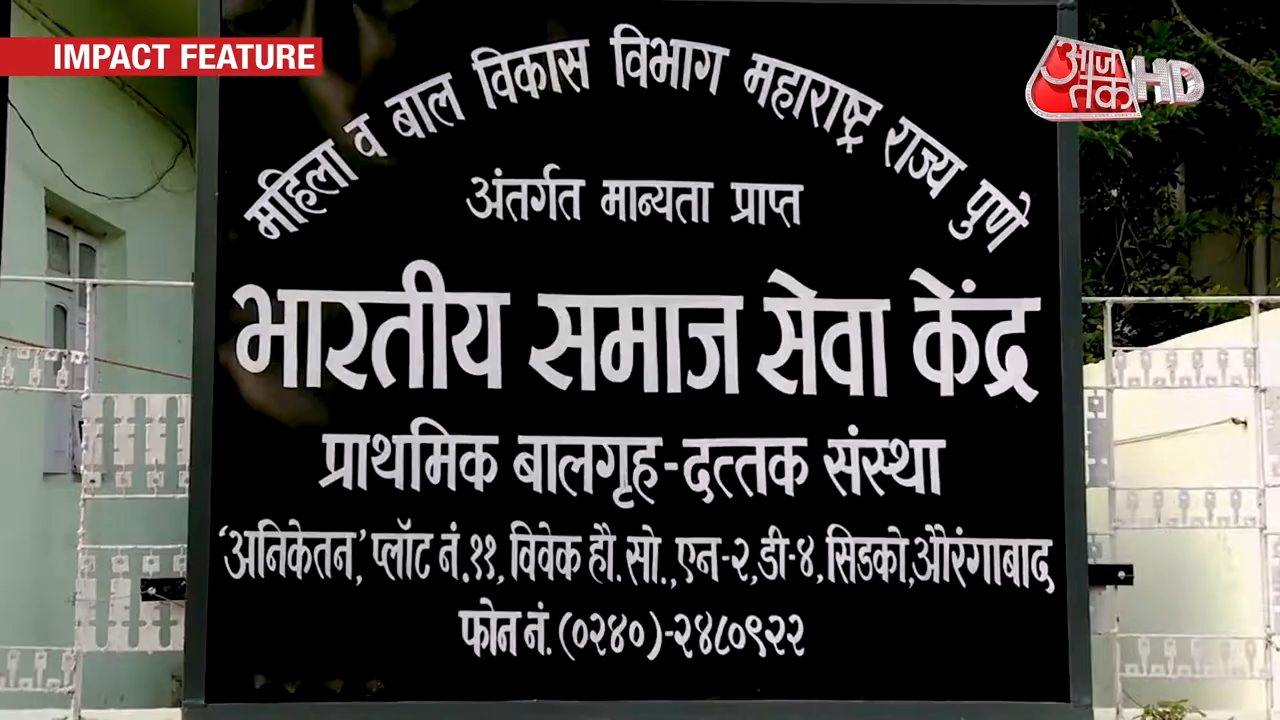 IMPACT FEATURE
आज तक HD
महिला व बाल विकास विभाग महाराष्ट्र राज्य पुणे
अंतर्गत मान्यता प्राप्त
भारतीय समाज सेवा केंद्र
प्राथमिक बालगृह-दत्तक संस्था
‘अनिकेतन,’ प्लॉट नं.११, विवेक हौ. सो., एन-२, डी-४, सिडको, औरंगाबाद,
फोन नं. (०२४०)-२४८०९२२